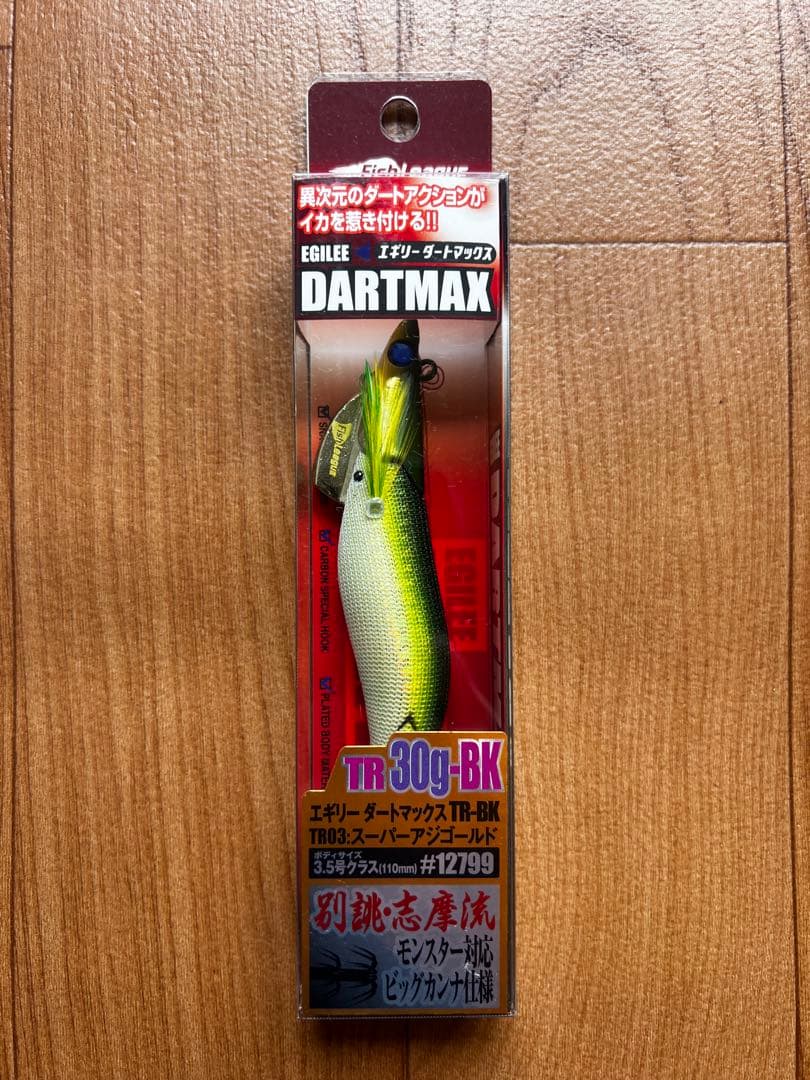 FishLeague
異次元のダートアクションが
イカを惹き付ける!!
EGILEE エギリーダートマックス
DARTMAX
FishLeague
CARBON SPECIAL HOOK
PLATED BODY
EGILEE
TR 30g-BK
エギリー ダートマックス TR-BK
TR03:スーパーアジゴールド
ボディサイズ
3.5号クラス(110mm) #12799
別誂・志摩流
モンスター対応
ビッグカンナ仕様